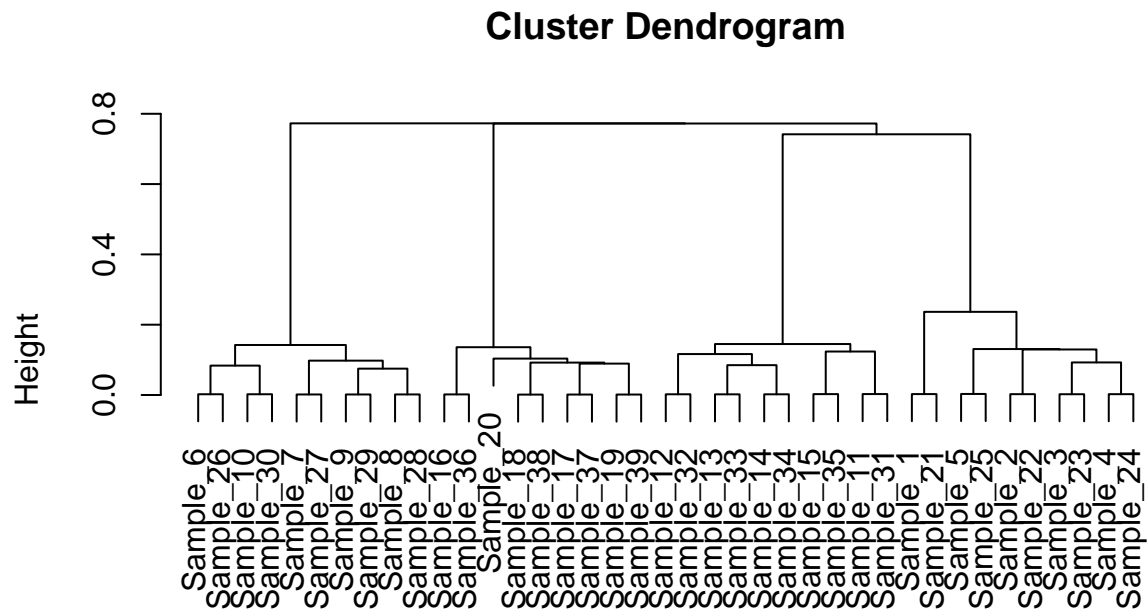 Cluster Dendrogram
Height
0.0
0.4
0.8
Sample_6
Sample_26
Sample_10
Sample_30
Sample_7
Sample_27
Sample_9
Sample_29
Sample_8
Sample_28
Sample_16
Sample_36
Sample_20
Sample_18
Sample_38
Sample_17
Sample_37
Sample_19
Sample_39
Sample_12
Sample_32
Sample_13
Sample_33
Sample_14
Sample_34
Sample_15
Sample_35
Sample_11
Sample_31
Sample_1
Sample_21
Sample_5
Sample_25
Sample_2
Sample_22
Sample_3
Sample_23
Sample_4
Sample_24